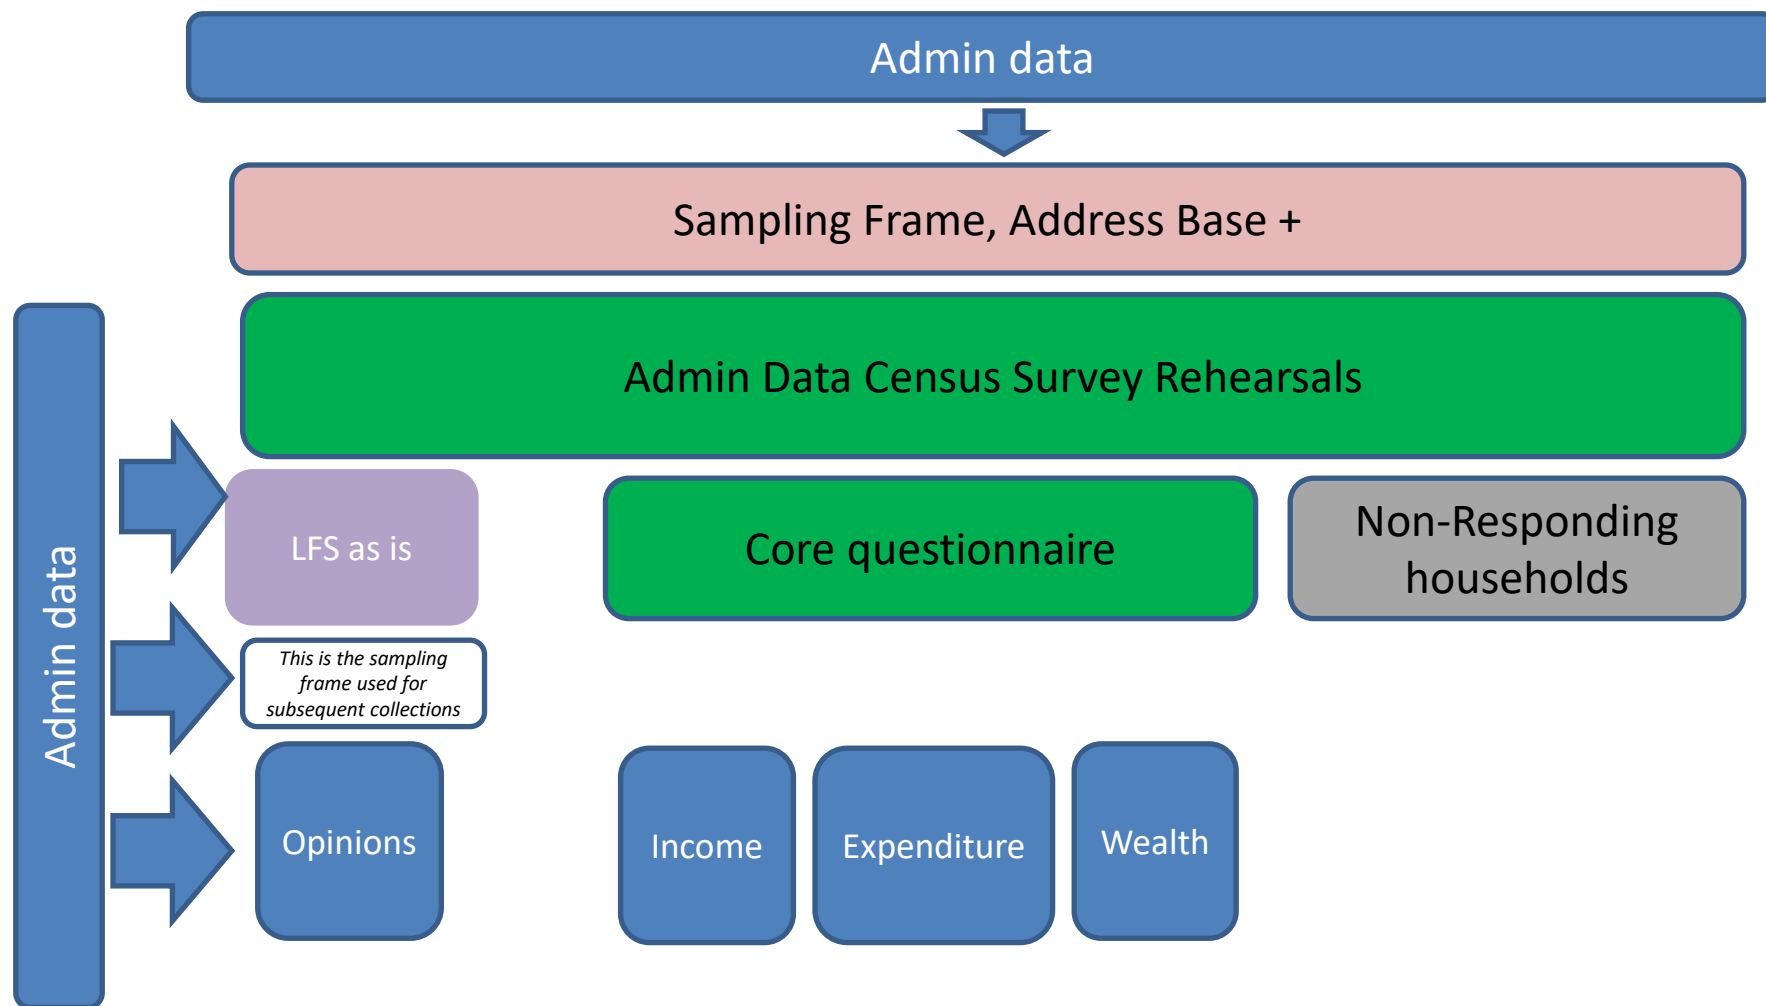 Admin data
Sampling Frame, Address Base +
Admin Data Census Survey Rehearsals
Admin data
LFS as is
Core questionnaire
Non-Responding
households
This is the sampling
frame used for
subsequent collections
Opinions
Income
Expenditure
Wealth